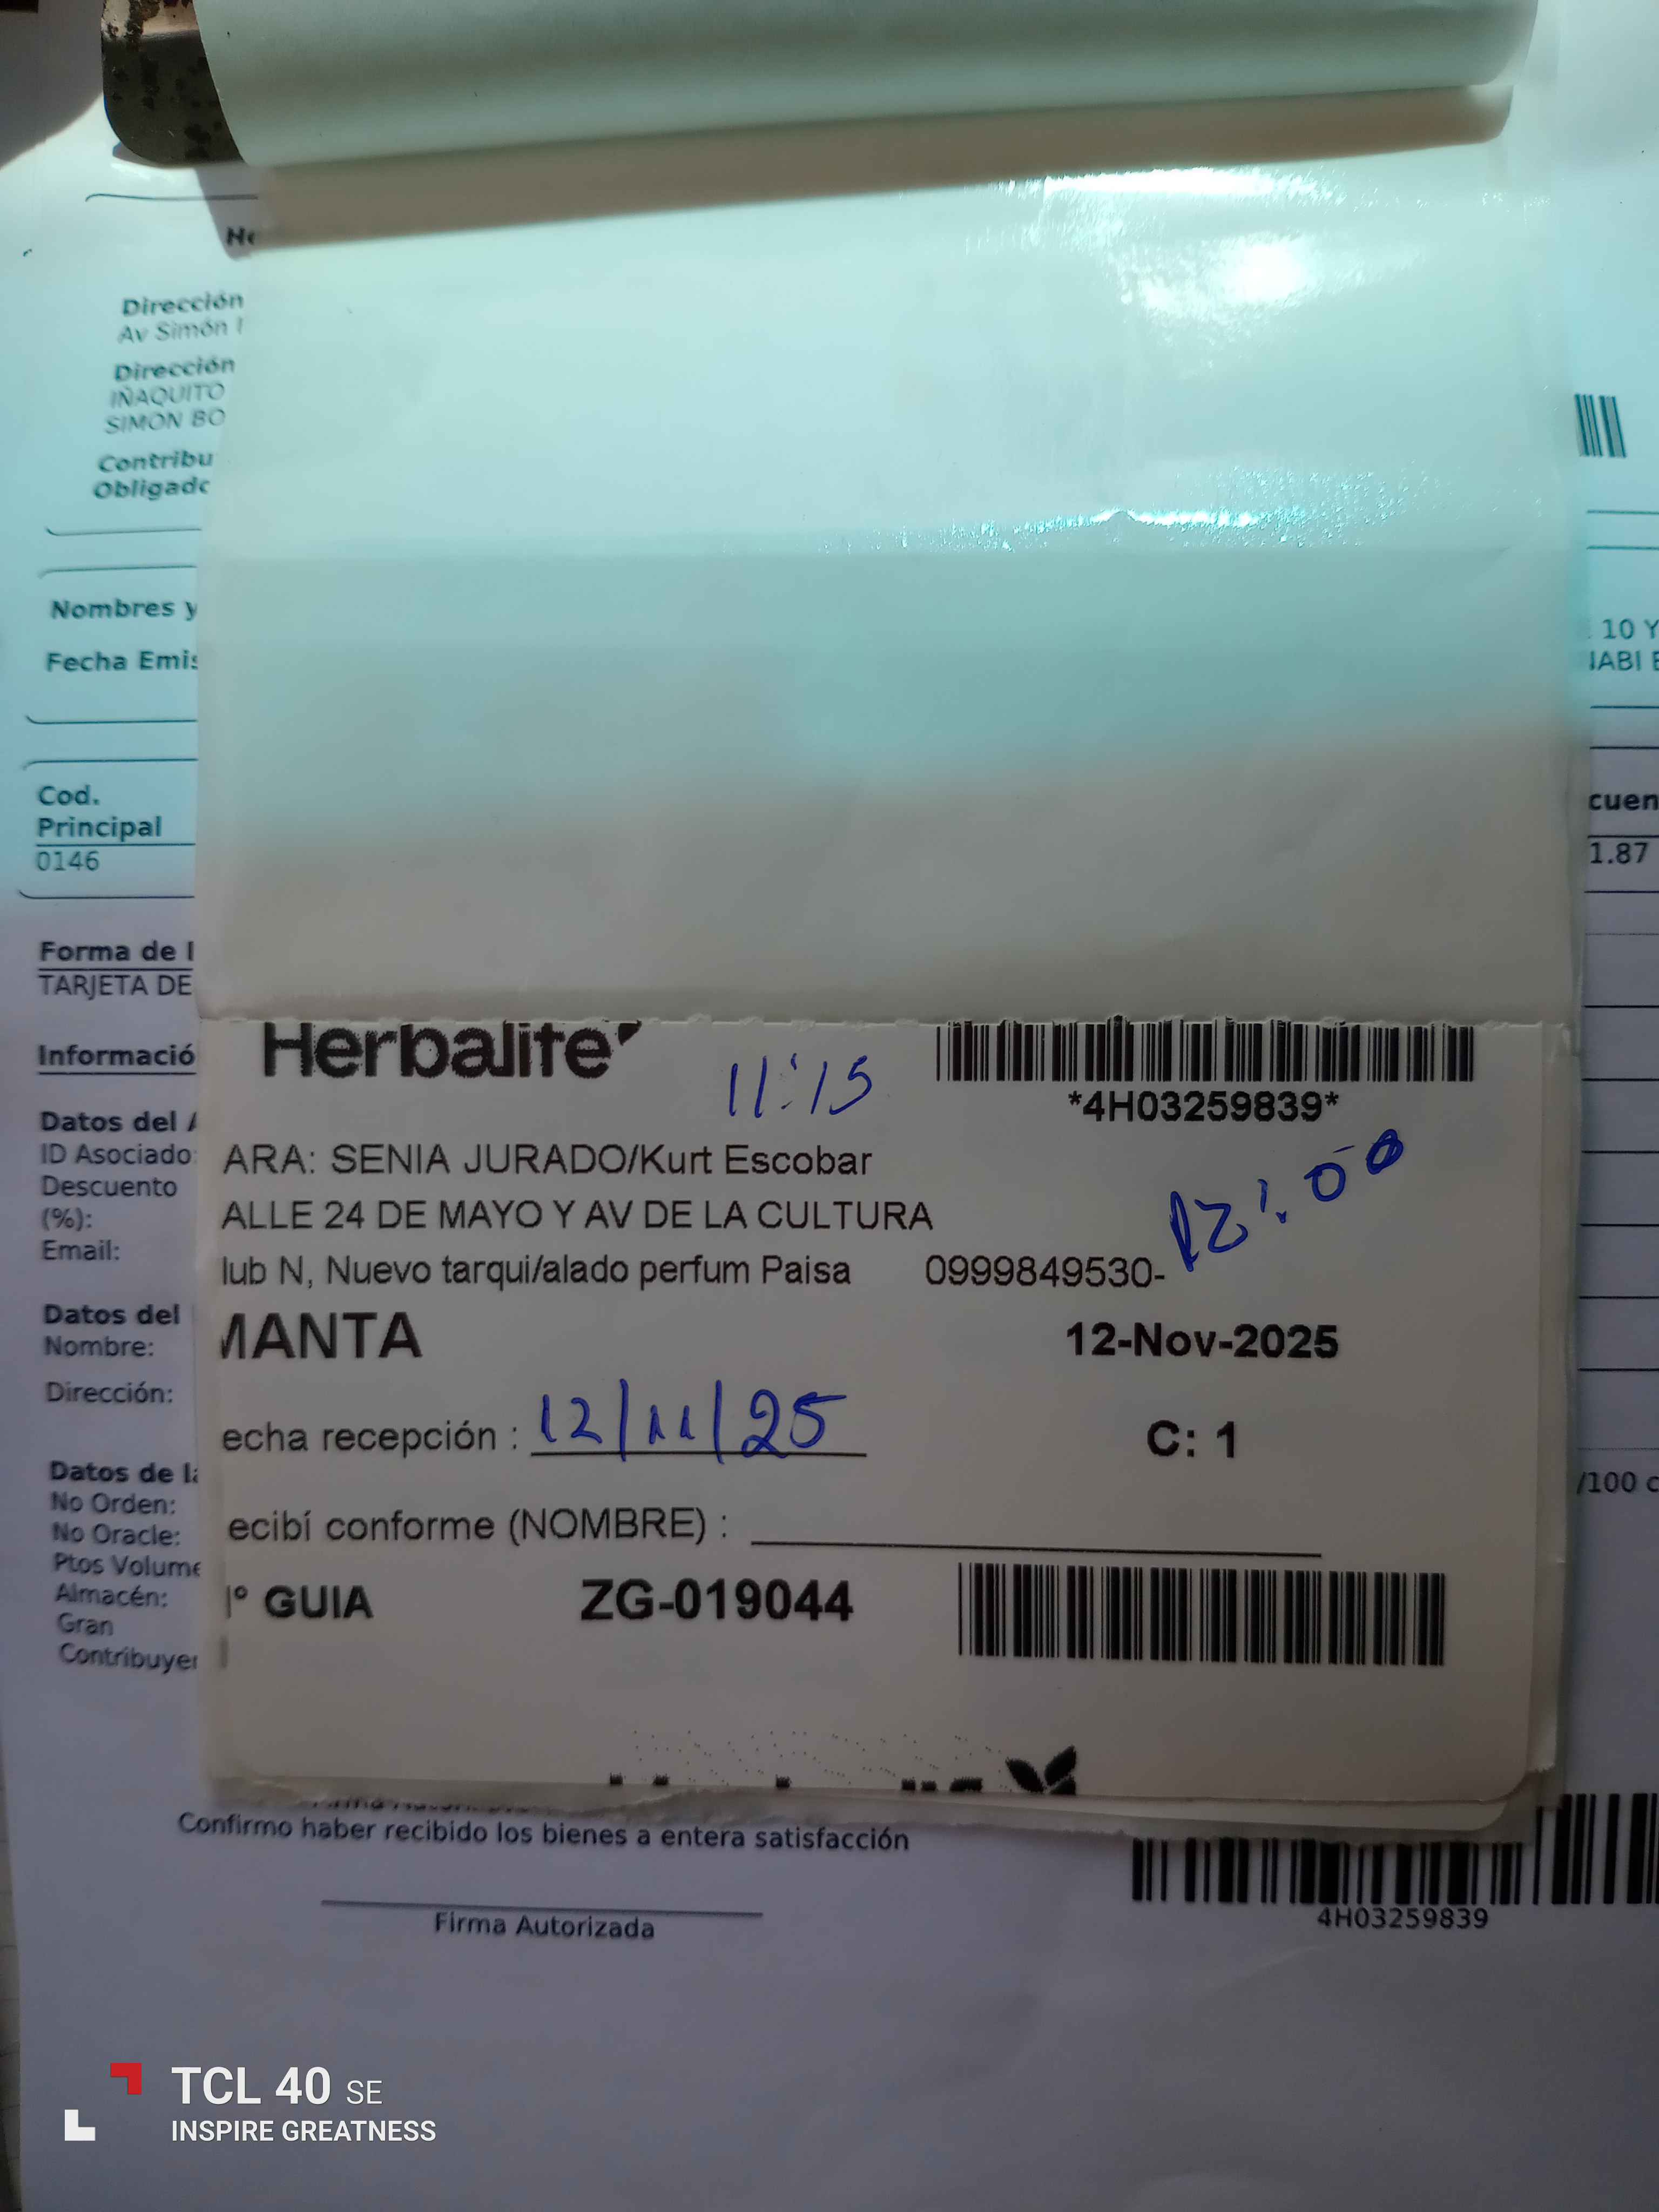 Dirección
Av Simón
Dirección
IÑAQUITO
SIMON BO
Contribu
Obligado
Nombres y
Fecha Emis
10 Y
Cod.
Principal
0146
cuen
1.87
Forma de
TARJETA DE
Informació
Datos del
ID Asociado
Descuento
(%):
Email:
Datos del
Nombre:
Dirección:
Datos de la
No Orden:
No Oracle:
Ptos Volume
Almacén:
Gran
Contribuyer
/100 c
Herbalife
11:15
*4H03259839*
ARA: SENIA JURADO/Kurt Escobar
12:00
ALLE 24 DE MAYO Y AV DE LA CULTURA
lub N, Nuevo tarqui/alado perfum Paisa 0999849530-
MANTA 12-Nov-2025
echa recepción : 12/11/25 C: 1
ecibí conforme (NOMBRE) :
N° GUIA ZG-019044
Confirmo haber recibido los bienes a entera satisfacción
Firma Autorizada
4H03259839
TCL 40 SE
INSPIRE GREATNESS